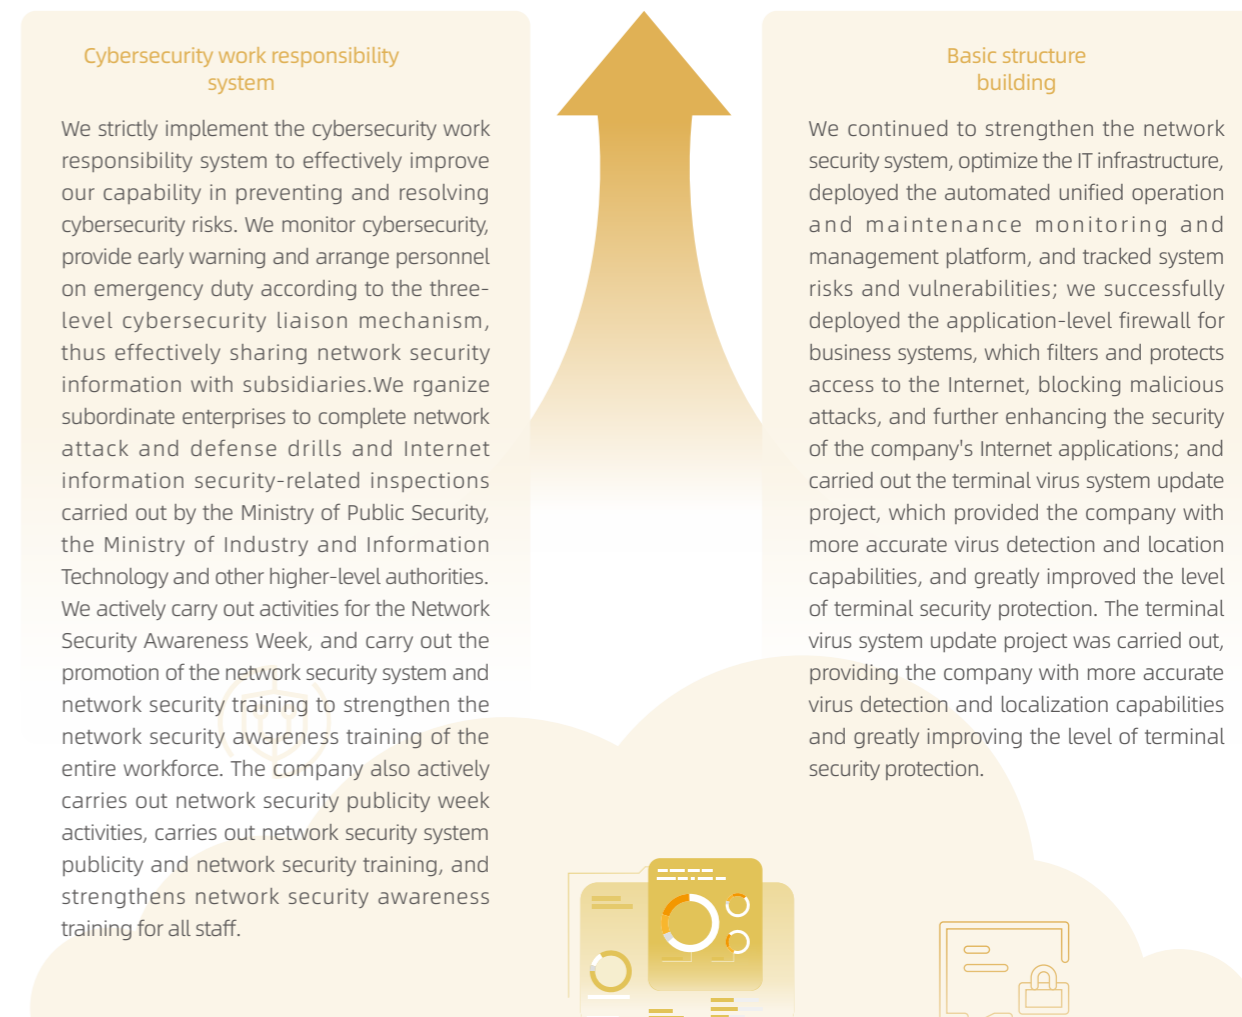 Cybersecurity work responsibility
system
We strictly implement the cybersecurity work
responsibility system to effectively improve
our capability in preventing and resolving
cybersecurity risks. We monitor cybersecurity,
provide early warning and arrange personnel
on emergency duty according to the three-
level cybersecurity liaison mechanism,
thus effectively sharing network security
information with subsidiaries.We rganize
subordinate enterprises to complete network
attack and defense drills and Internet
information security-related inspections
carried out by the Ministry of Public Security,
the Ministry of Industry and Information
Technology and other higher-level authorities.
We actively carry out activities for the Network
Security Awareness Week, and carry out the
promotion of the network security system and
network security training to strengthen the
network security awareness training of the
entire workforce. The company also actively
carries out network security publicity week
activities, carries out network security system
publicity and network security training, and
strengthens network security awareness
training for all staff.
Basic structure
building
We continued to strengthen the network
security system, optimize the IT infrastructure,
deployed the automated unified operation
and maintenance monitoring and
management platform, and tracked system
risks and vulnerabilities; we successfully
deployed the application-level firewall for
business systems, which filters and protects
access to the Internet, blocking malicious
attacks, and further enhancing the security
of the company's Internet applications; and
carried out the terminal virus system update
project, which provided the company with
more accurate virus detection and location
capabilities, and greatly improved the level
of terminal security protection. The terminal
virus system update project was carried out,
providing the company with more accurate
virus detection and localization capabilities
and greatly improving the level of terminal
security protection.